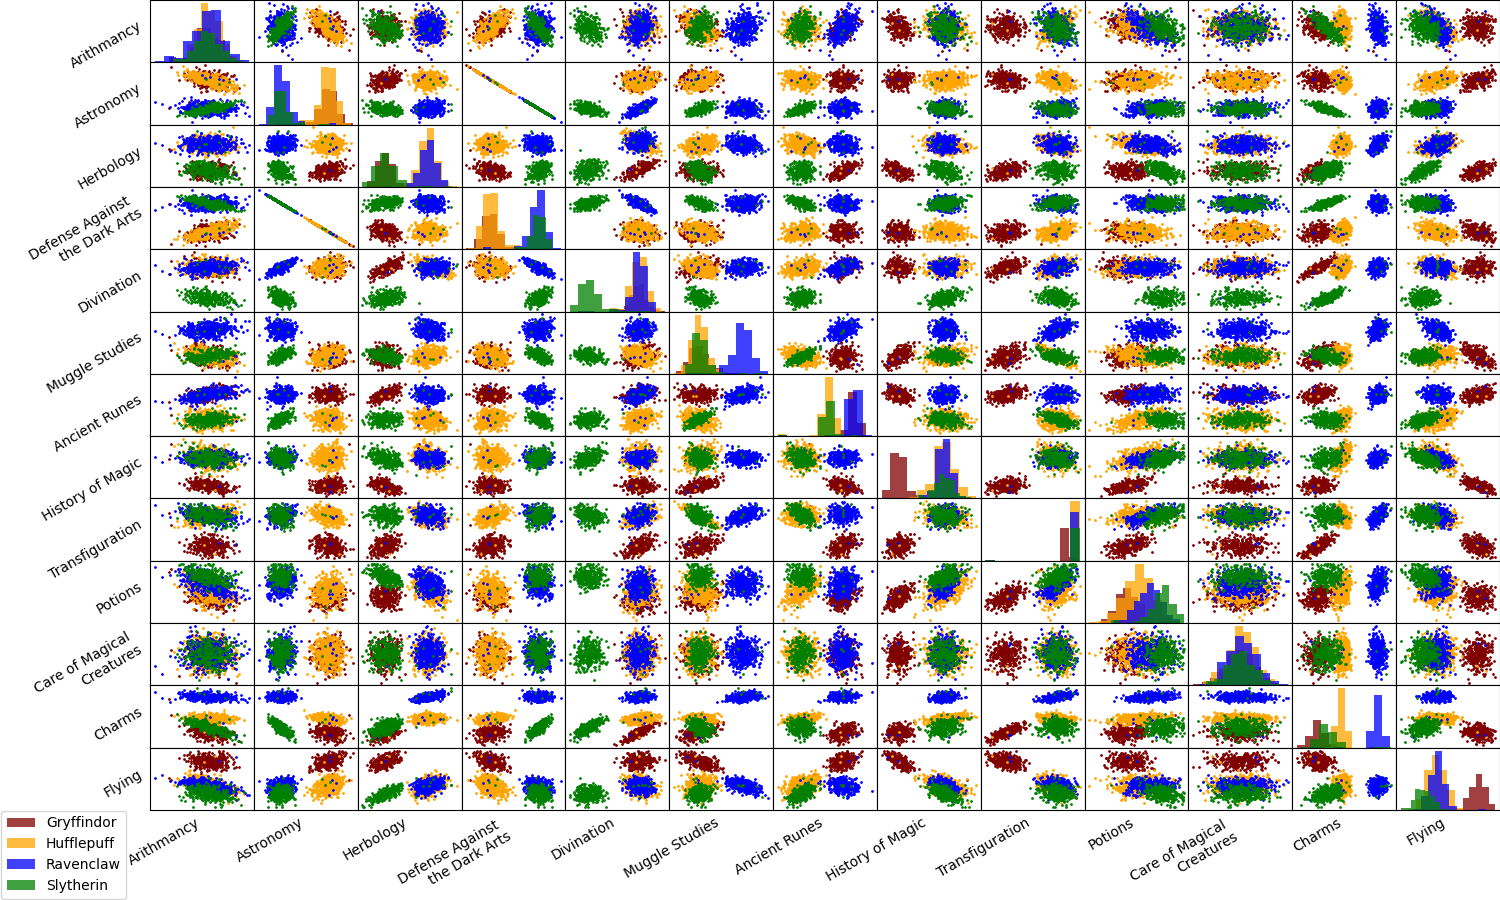 Arithmancy
Astronomy
Herbology
Defense Against
the Dark Arts
Divination
Muggle Studies
Ancient Runes
History of Magic
Transfiguration
Potions
Care of Magical
Creatures
Charms
Flying
Arithmancy
Astronomy
Herbology
Defense Against
the Dark Arts
Divination
Muggle Studies
Ancient Runes
History of Magic
Transfiguration
Potions
Care of Magical
Creatures
Charms
Flying
Gryffindor
Hufflepuff
Ravenclaw
Slytherin